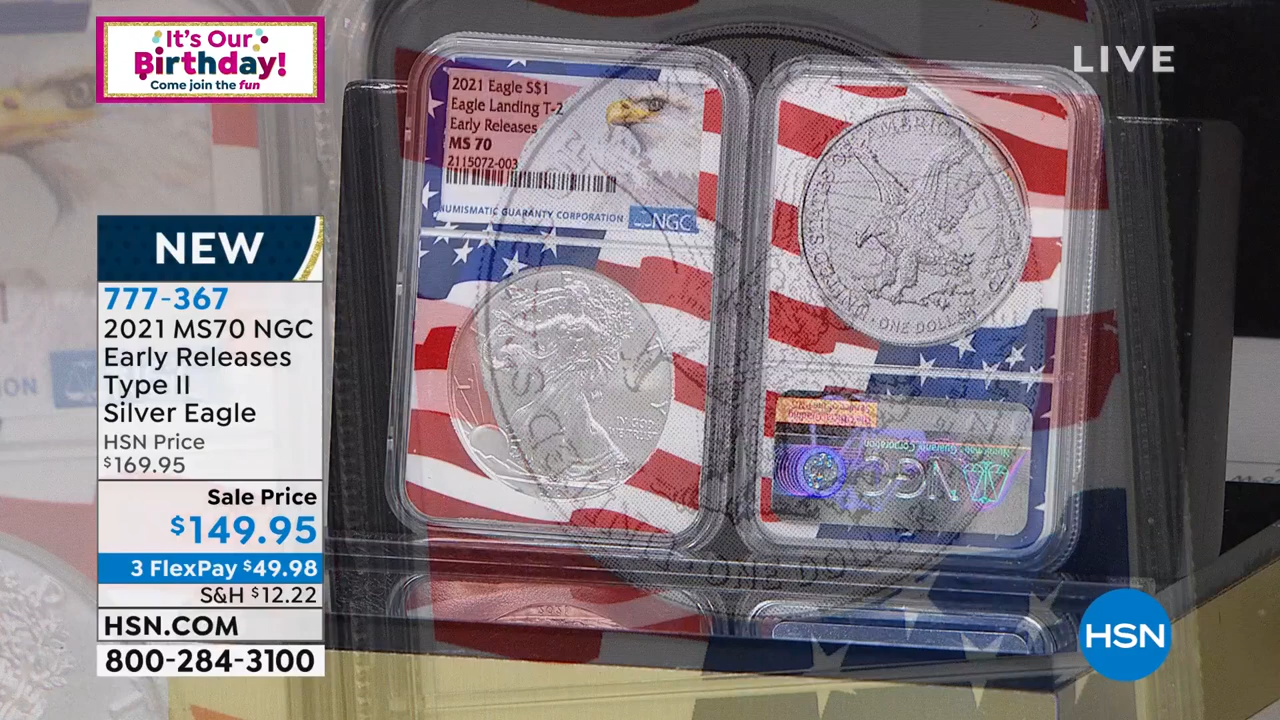 It's Our
Birthday!
Come join the fun
LIVE
NEW
777-367
2021 MS70 NGC
Early Releases
Type II
Silver Eagle
HSN Price
$169.95
Sale Price
$149.95
3 FlexPay $49.98
S&H $12.22
HSN.COM
800-284-3100
2021 Eagle S$1
Eagle Landing T-2
Early Releases
MS 70
2115072-003
NUMISMATIC GUARANTY CORPORATION NGC
ONE DOLLAR
NGC
ONE DOLLAR
HSN